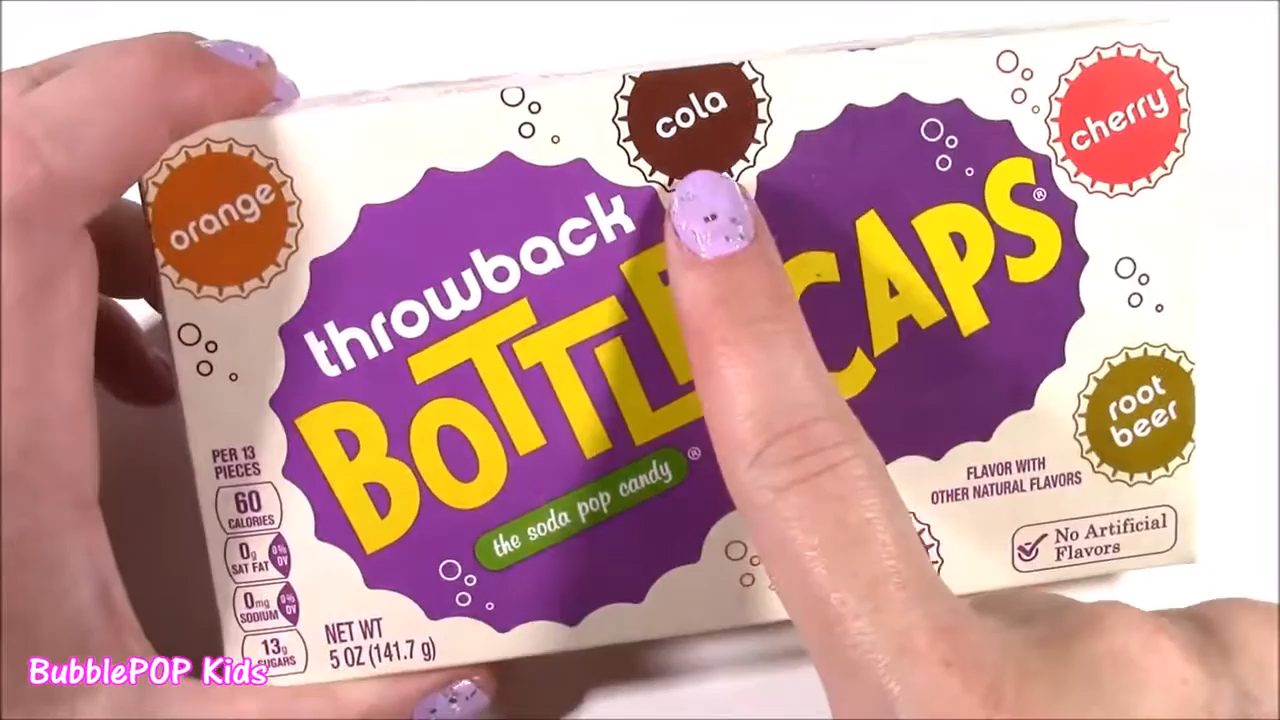 orange
cola
cherry
throwback
BOTTLE CAPS®
the soda pop candy®
root beer
FLAVOR WITH
OTHER NATURAL FLAVORS
No Artificial
Flavors
PER 13
PIECES
60
CALORIES
0g
SAT FAT
0%
DV
0mg
SODIUM
0%
DV
13g
SUGARS
NET WT
5 OZ (141.7 g)
BubblePOP Kids